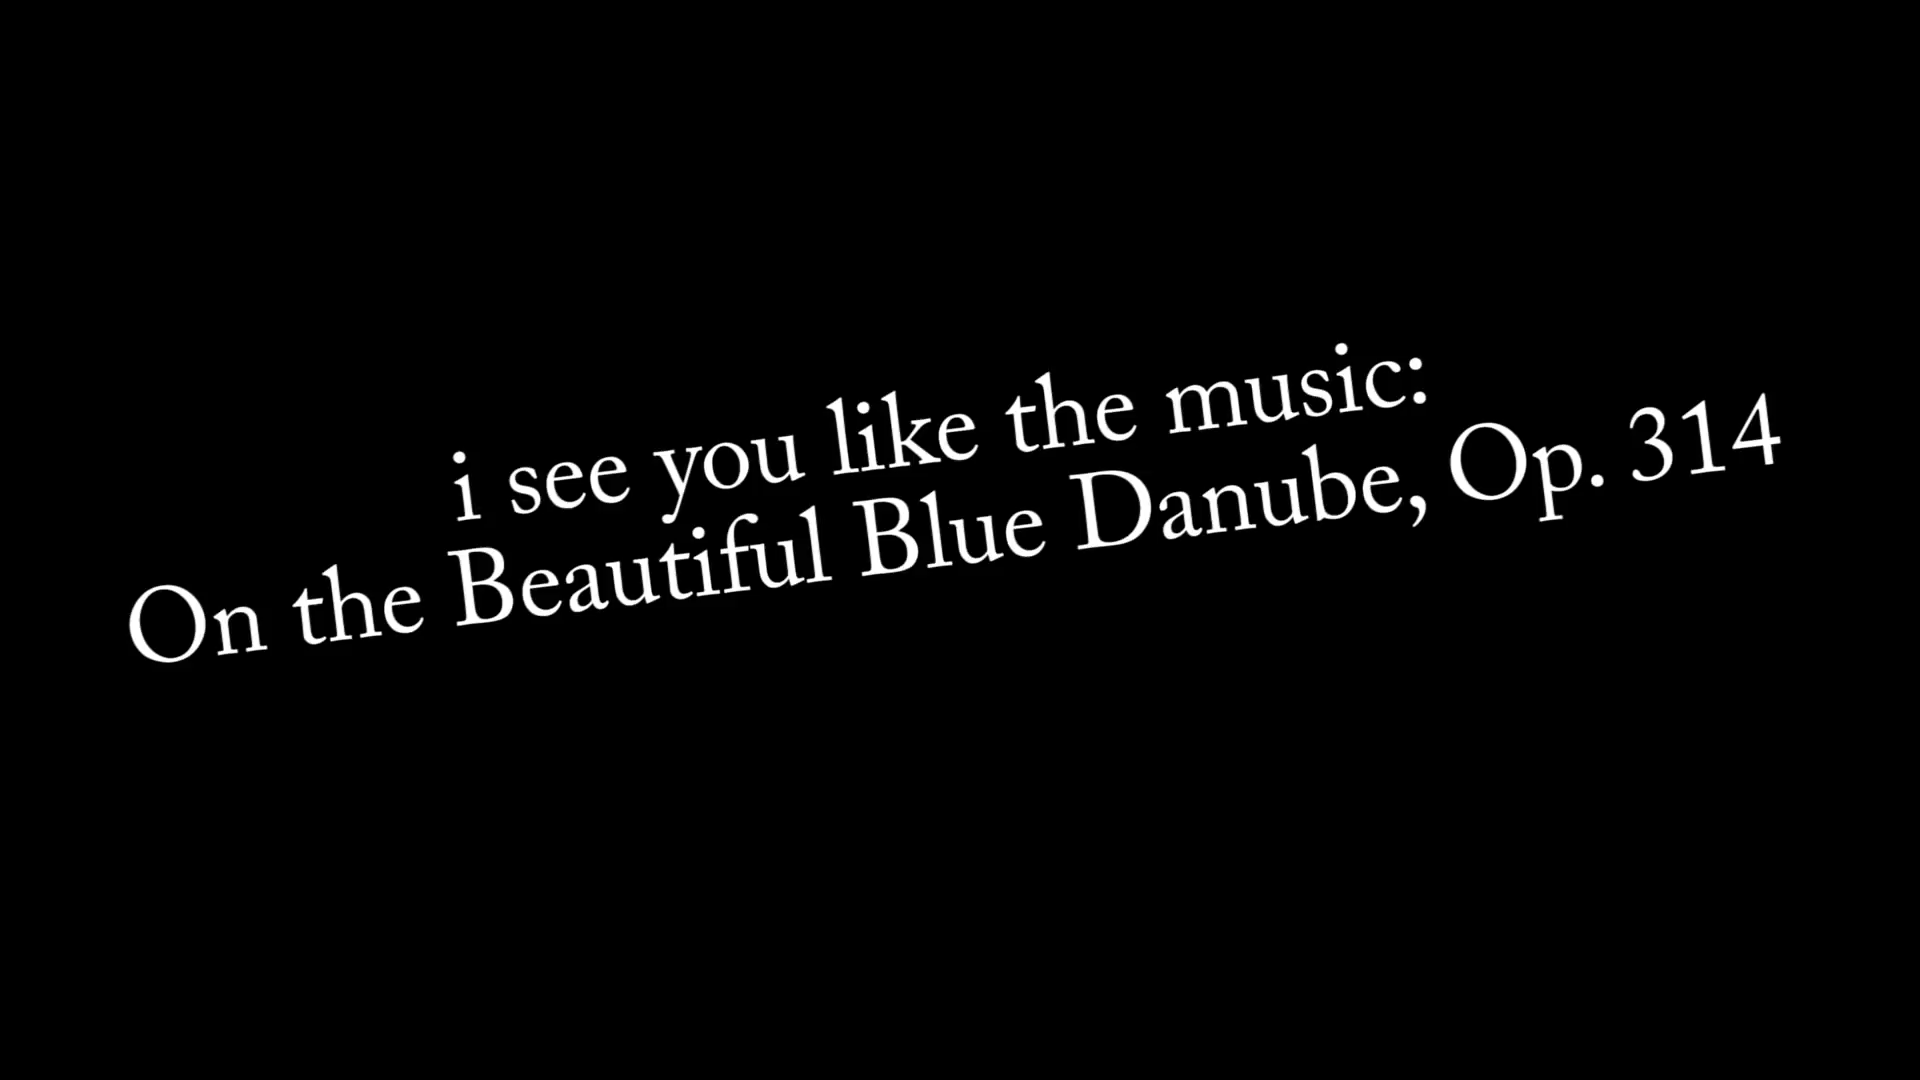 i see you like the music:
On the Beautiful Blue Danube, Op. 314